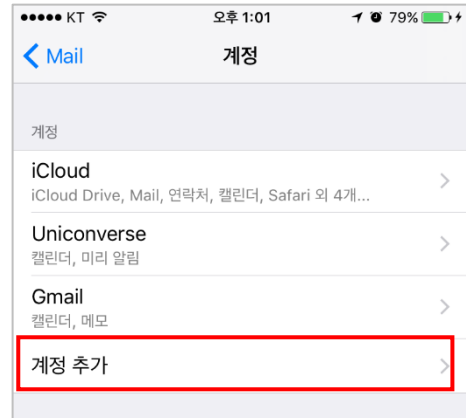 KT 오후 1:01 79%
Mail 계정
계정
iCloud
iCloud Drive, Mail, 연락처, 캘린더, Safari 외 4개...
Uniconverse
캘린더, 미리 알림
Gmail
캘린더, 메모
계정 추가